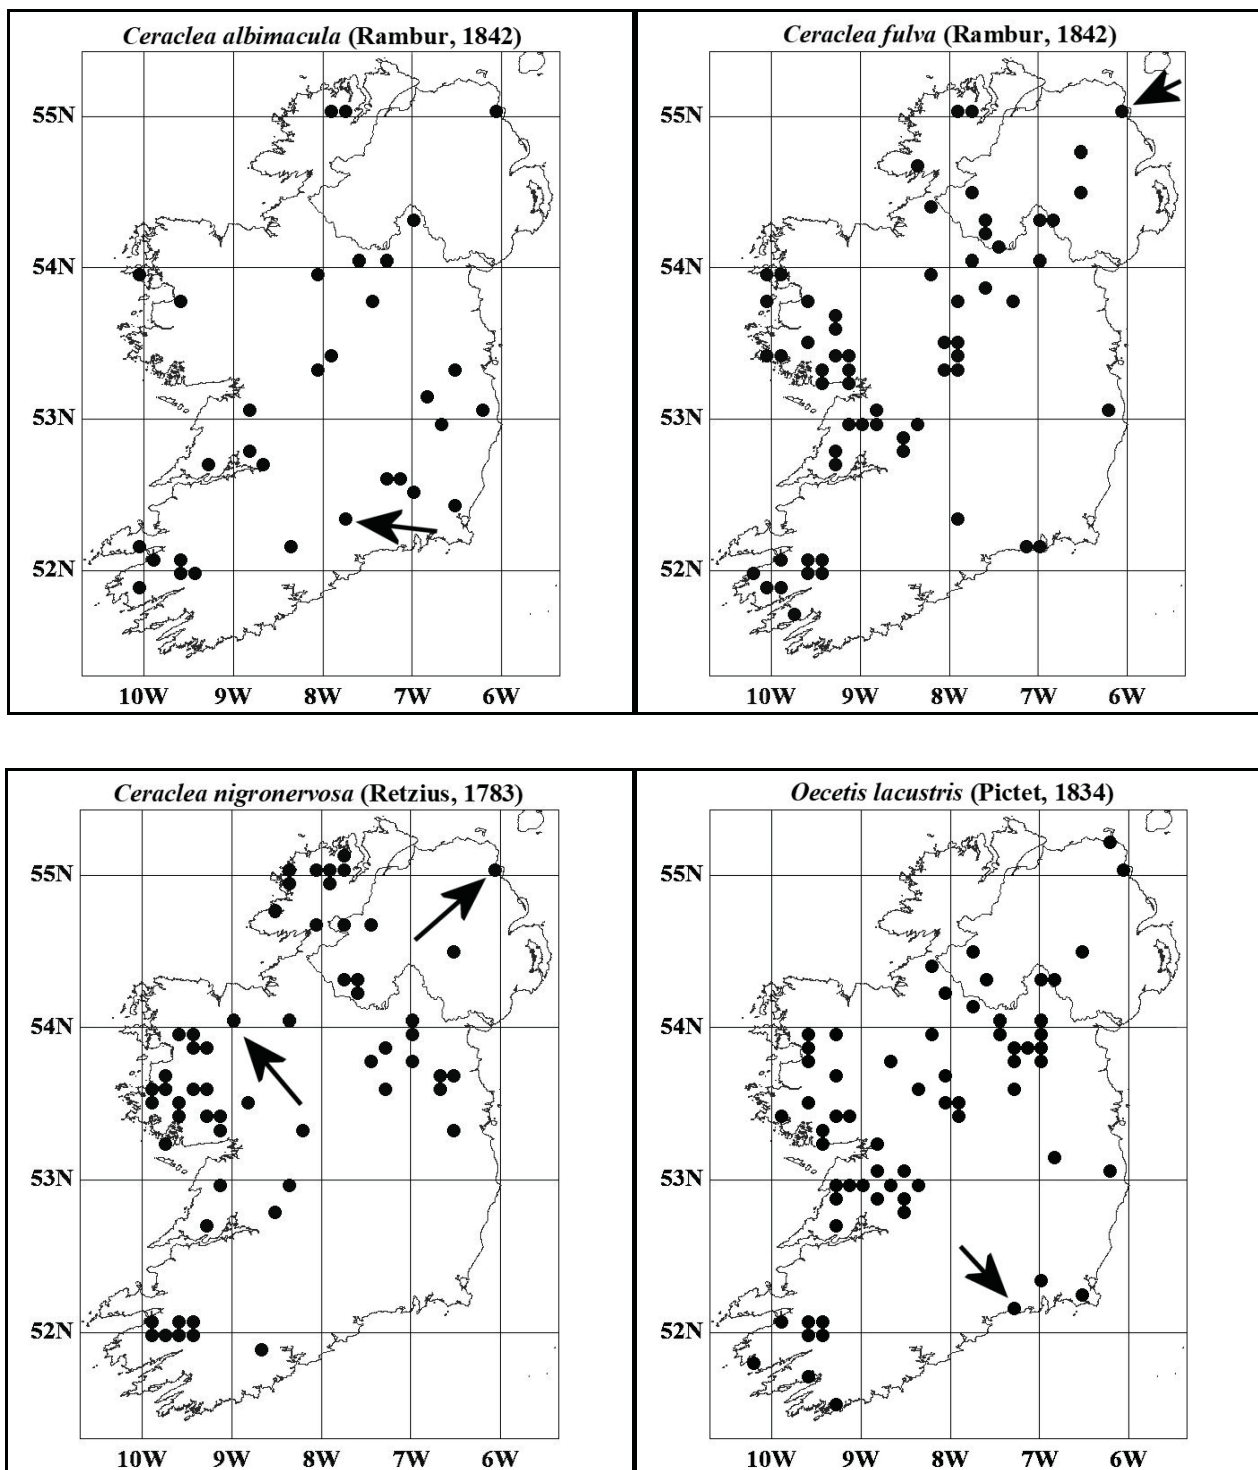 Ceraclea albimacula (Rambur, 1842)
55N
54N
53N
52N
10W 9W 8W 7W 6W
Ceraclea fulva (Rambur, 1842)
55N
54N
53N
52N
10W 9W 8W 7W 6W
Ceraclea nigronervosa (Retzius, 1783)
55N
54N
53N
52N
10W 9W 8W 7W 6W
Oecetis lacustris (Pictet, 1834)
55N
54N
53N
52N
10W 9W 8W 7W 6W